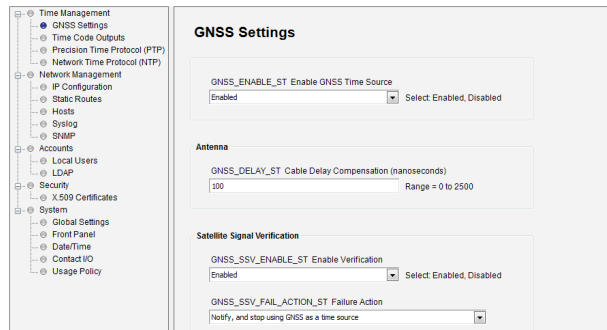 Time Management
GNSS Settings
Time Code Outputs
Precision Time Protocol (PTP)
Network Time Protocol (NTP)
Network Management
IP Configuration
Static Routes
Hosts
Syslog
SNMP
Accounts
Local Users
LDAP
Security
X.509 Certificates
System
Global Settings
Front Panel
Date/Time
Contact I/O
Usage Policy
GNSS Settings
GNSS_ENABLE_ST Enable GNSS Time Source
Enabled Select: Enabled, Disabled
Antenna
GNSS_DELAY_ST Cable Delay Compensation (nanoseconds)
100 Range = 0 to 2500
Satellite Signal Verification
GNSS_SSV_ENABLE_ST Enable Verification
Enabled Select: Enabled, Disabled
GNSS_SSV_FAIL_ACTION_ST Failure Action
Notify, and stop using GNSS as a time source